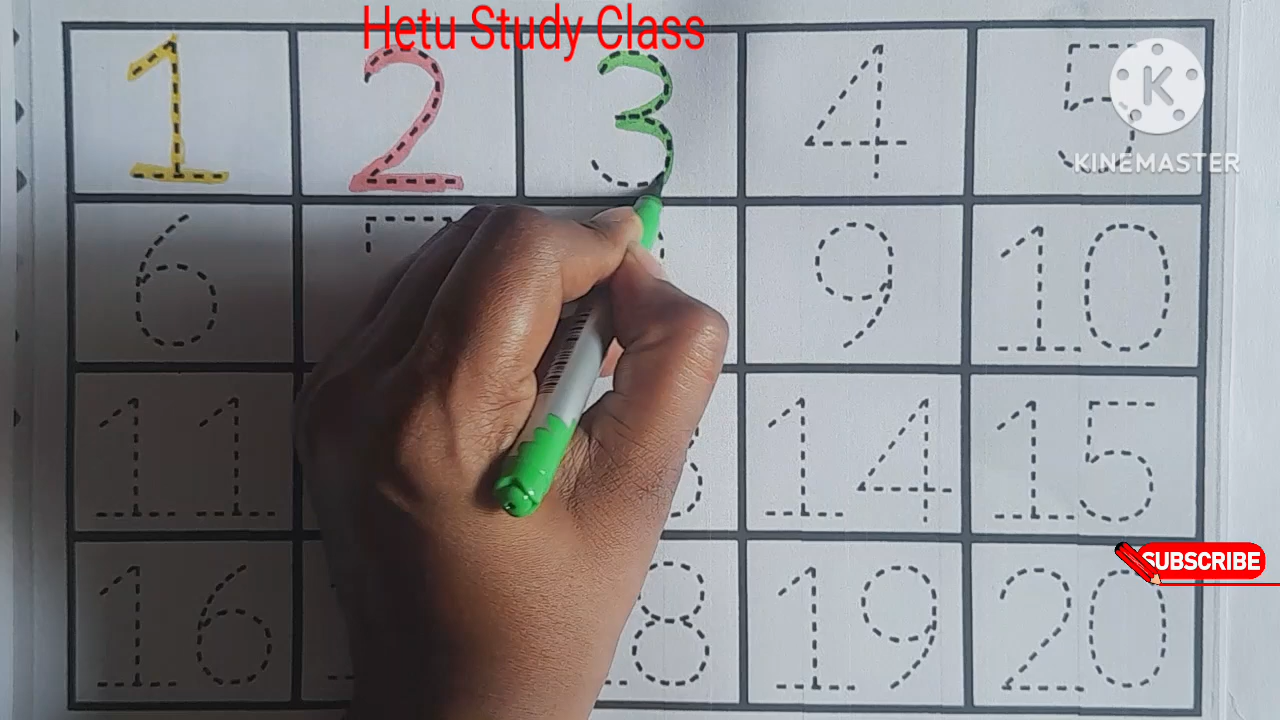 Hetu Study Class
1 2 3 4 5
K
KINEMASTER
6 9 10
11 14 15
SUBSCRIBE
16 18 19 20